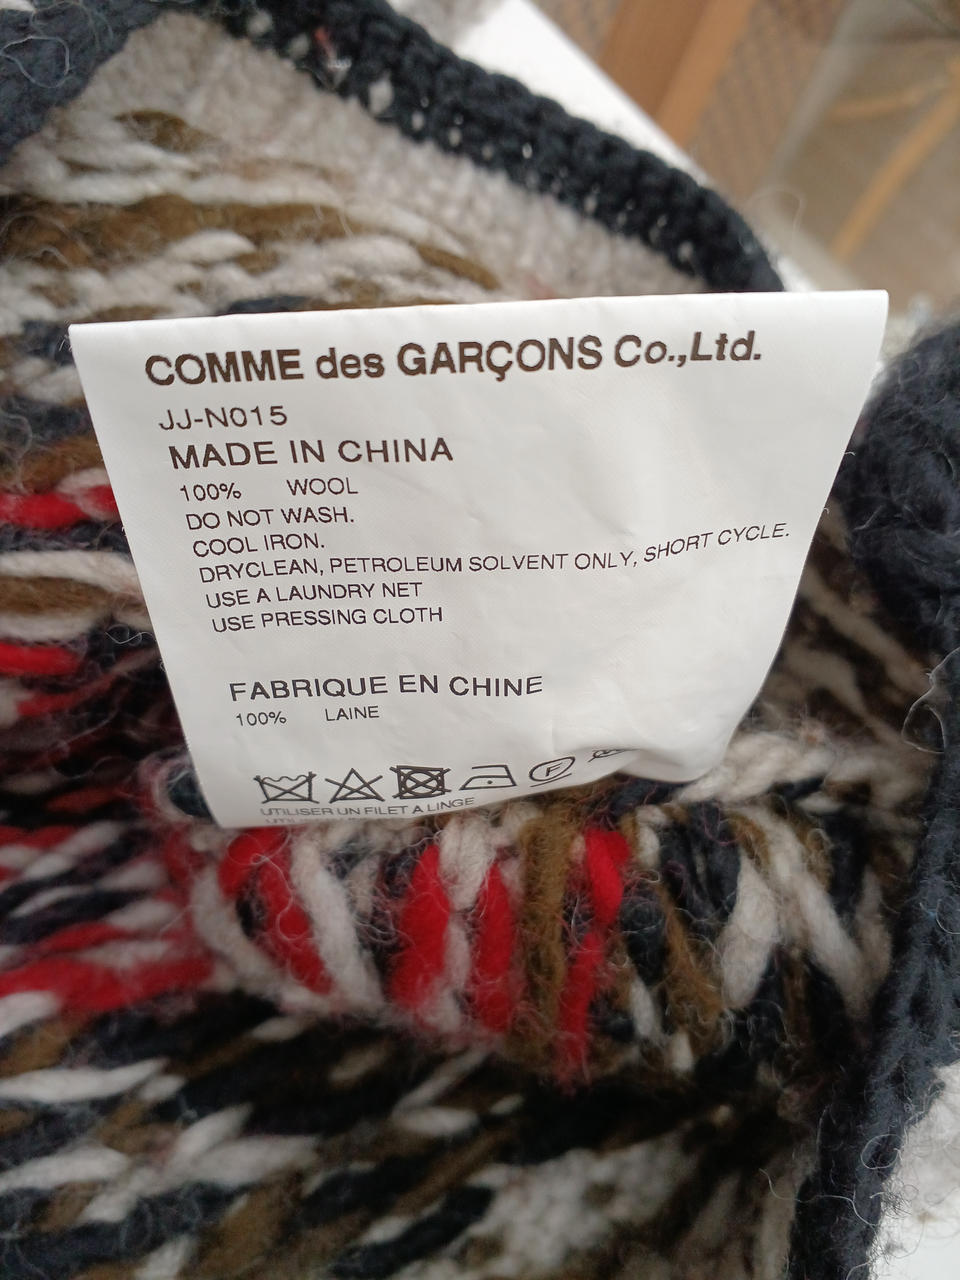 COMME des GARÇONS Co.,Ltd.
JJ-N015
MADE IN CHINA
100% WOOL
DO NOT WASH.
COOL IRON.
DRYCLEAN, PETROLEUM SOLVENT ONLY, SHORT CYCLE.
USE A LAUNDRY NET
USE PRESSING CLOTH
FABRIQUE EN CHINE
100% LAINE
F
UTILISER UN FILET A LINGE